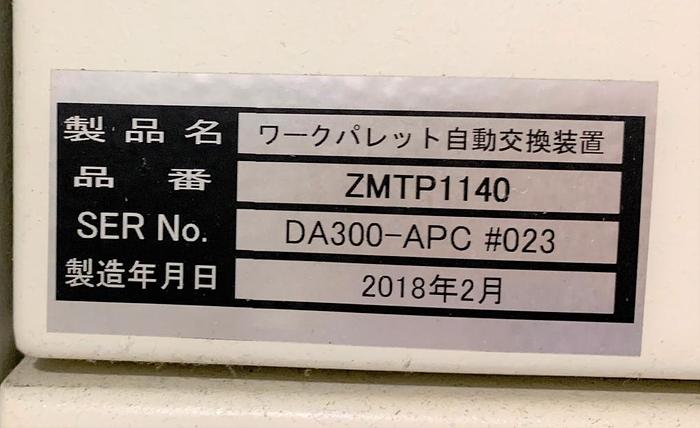 製品名 ワークパレット自動交換装置
品番 ZMTP1140
SER No. DA300-APC #023
製造年月日 2018年2月